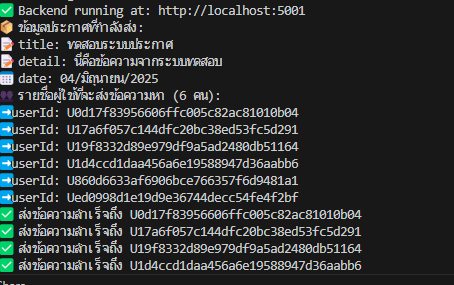 ✅ Backend running at: http://localhost:5001
📦 ข้อมูลประกาศที่กำลังส่ง:
📝 title: ทดสอบระบบประกาศ
📝 detail: นี่คือข้อความจากระบบทดสอบ
📅 date: 04/มิถุนายน/2025
👥 รายชื่อผู้ใช้ที่จะส่งข้อความหา (6 คน):
➡️userId: U0d17f83956606ffc005c82ac81010b04
➡️userId: U17a6f057c144dfc20bc38ed53fc5d291
➡️userId: U19f8332d89e979df9a5ad2480db51164
➡️userId: U1d4ccd1daa456a6e19588947d36aabb6
➡️userId: U860d6633af6906bce766357f6d9481a1
➡️userId: Ued0998d1e19d9e36744decc54fe4f2bf
✅ ส่งข้อความสำเร็จถึง U0d17f83956606ffc005c82ac81010b04
✅ ส่งข้อความสำเร็จถึง U17a6f057c144dfc20bc38ed53fc5d291
✅ ส่งข้อความสำเร็จถึง U19f8332d89e979df9a5ad2480db51164
✅ ส่งข้อความสำเร็จถึง U1d4ccd1daa456a6e19588947d36aabb6